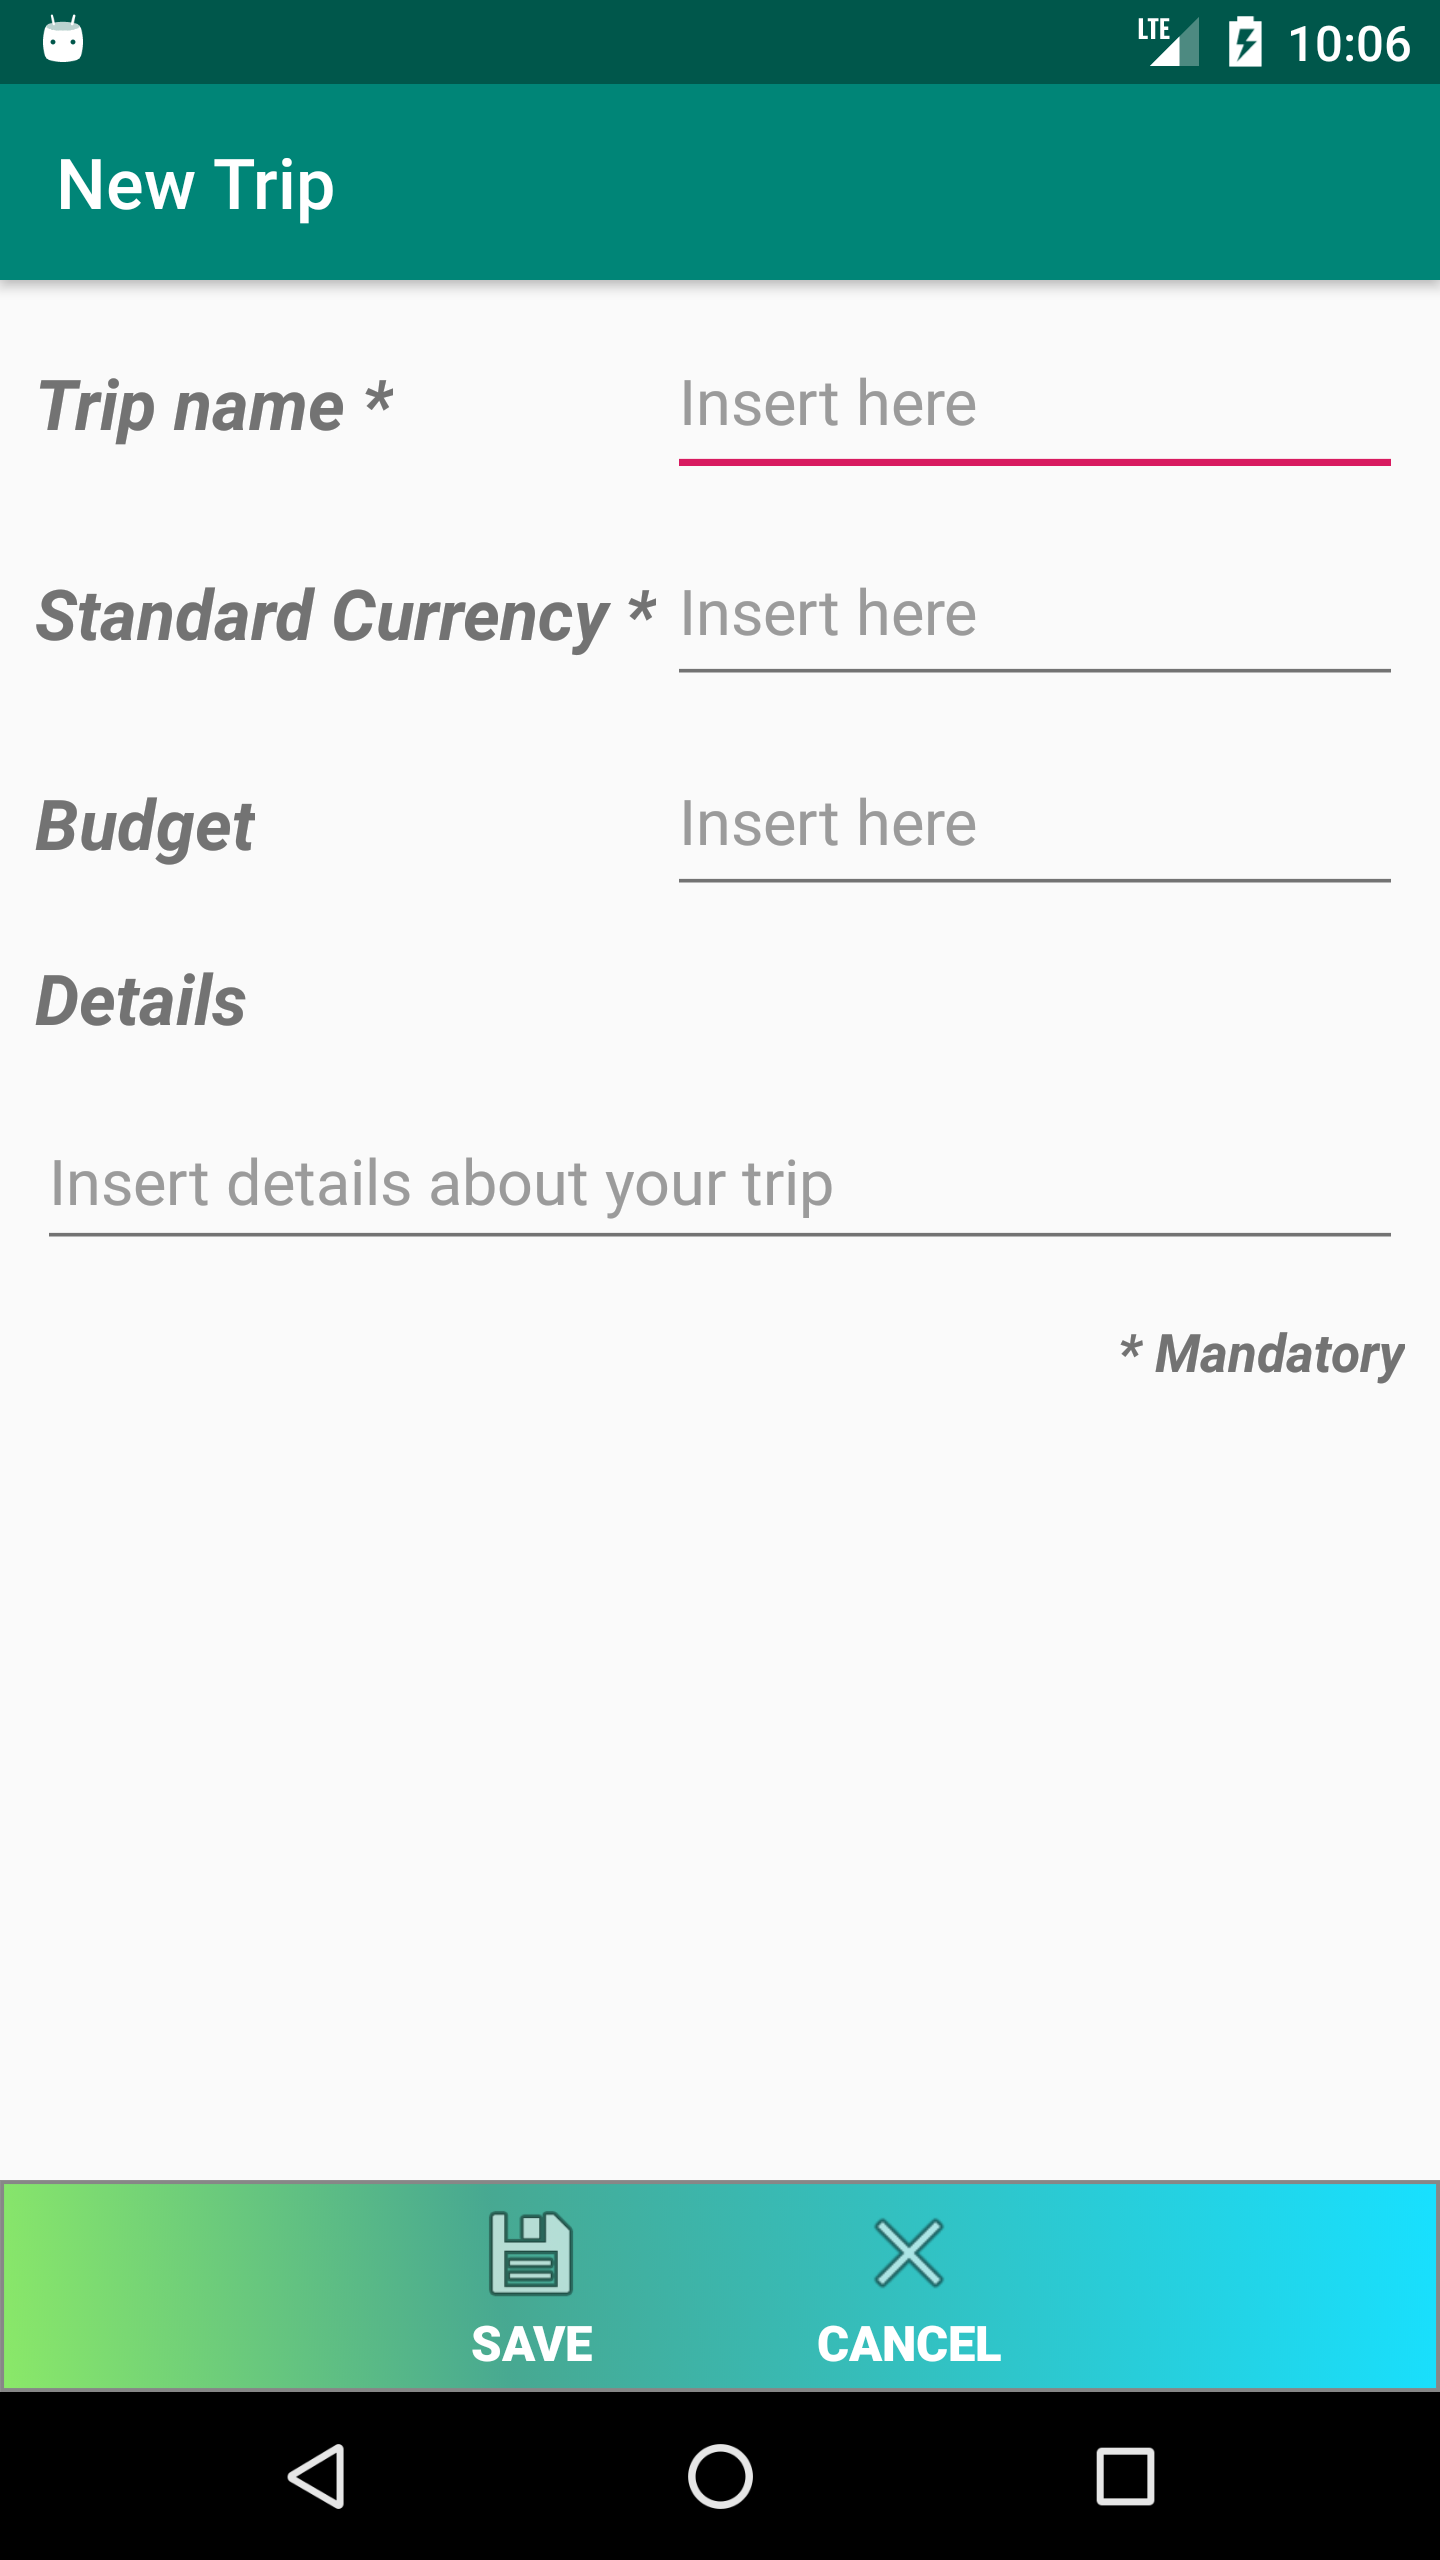 LTE 10:06
New Trip
Trip name * Insert here
Standard Currency * Insert here
Budget Insert here
Details
Insert details about your trip
* Mandatory
SAVE CANCEL